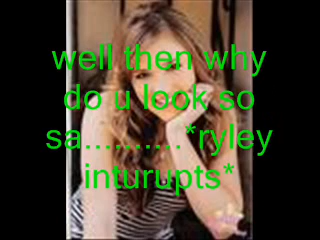 well then why
do u look so
sa..........*ryley
inturupts*